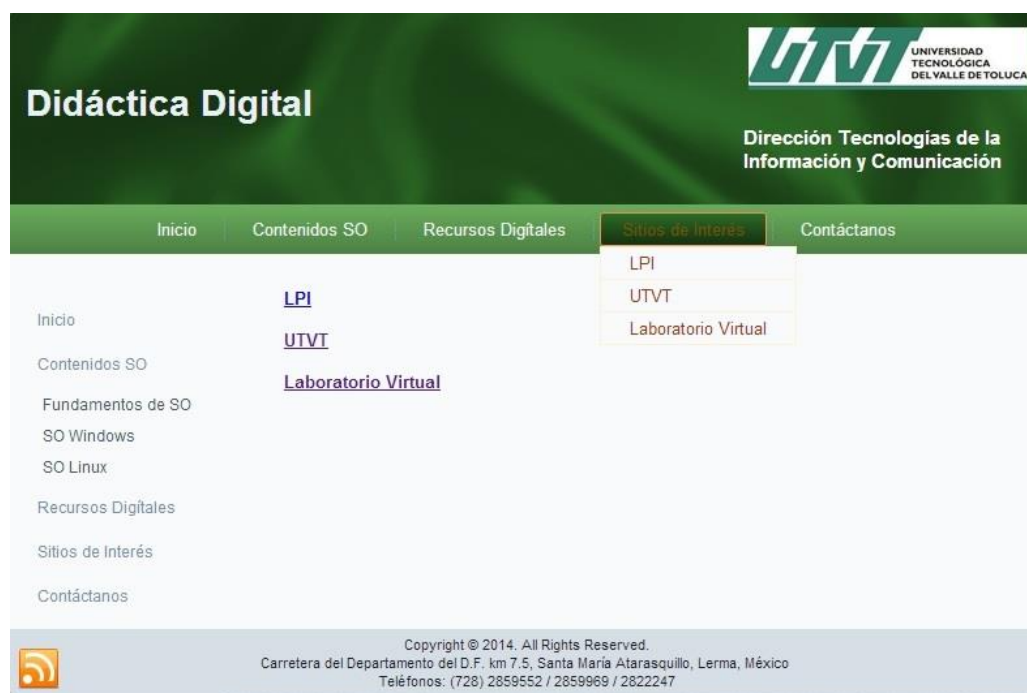 UTVT
UNIVERSIDAD
TECNOLÓGICA
DEL VALLE DE TOLUCA
Didáctica Digital
Dirección Tecnologías de la
Información y Comunicación
Inicio Contenidos SO Recursos Digítales Sitios de Interés Contáctanos
LPI
UTVT
Laboratorio Virtual
Inicio
Contenidos SO
Fundamentos de SO
SO Windows
SO Linux
Recursos Digítales
Sitios de Interés
Contáctanos
LPI
UTVT
Laboratorio Virtual
Copyright © 2014. All Rights Reserved.
Carretera del Departamento del D.F. km 7.5, Santa María Atarasquillo, Lerma, México
Teléfonos: (728) 2859552 / 2859969 / 2822247